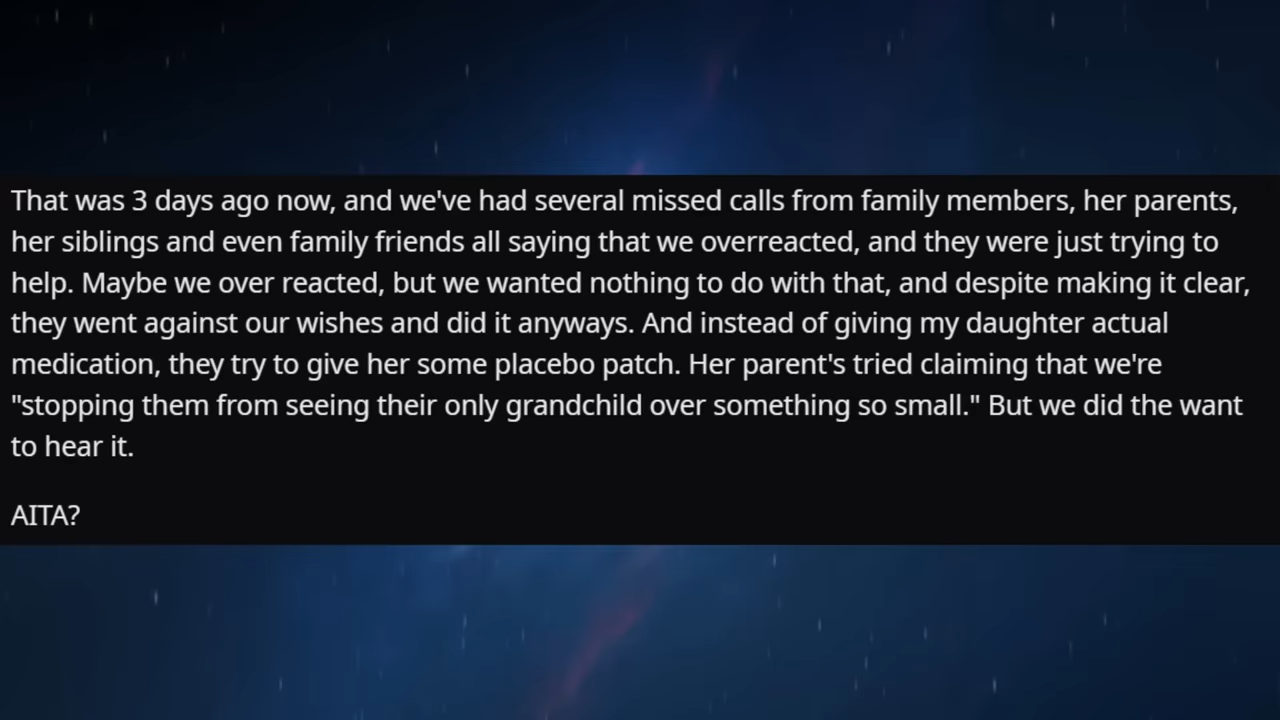 That was 3 days ago now, and we've had several missed calls from family members, her parents,
her siblings and even family friends all saying that we overreacted, and they were just trying to
help. Maybe we over reacted, but we wanted nothing to do with that, and despite making it clear,
they went against our wishes and did it anyways. And instead of giving my daughter actual
medication, they try to give her some placebo patch. Her parent's tried claiming that we're
"stopping them from seeing their only grandchild over something so small." But we did the want
to hear it.
AITA?